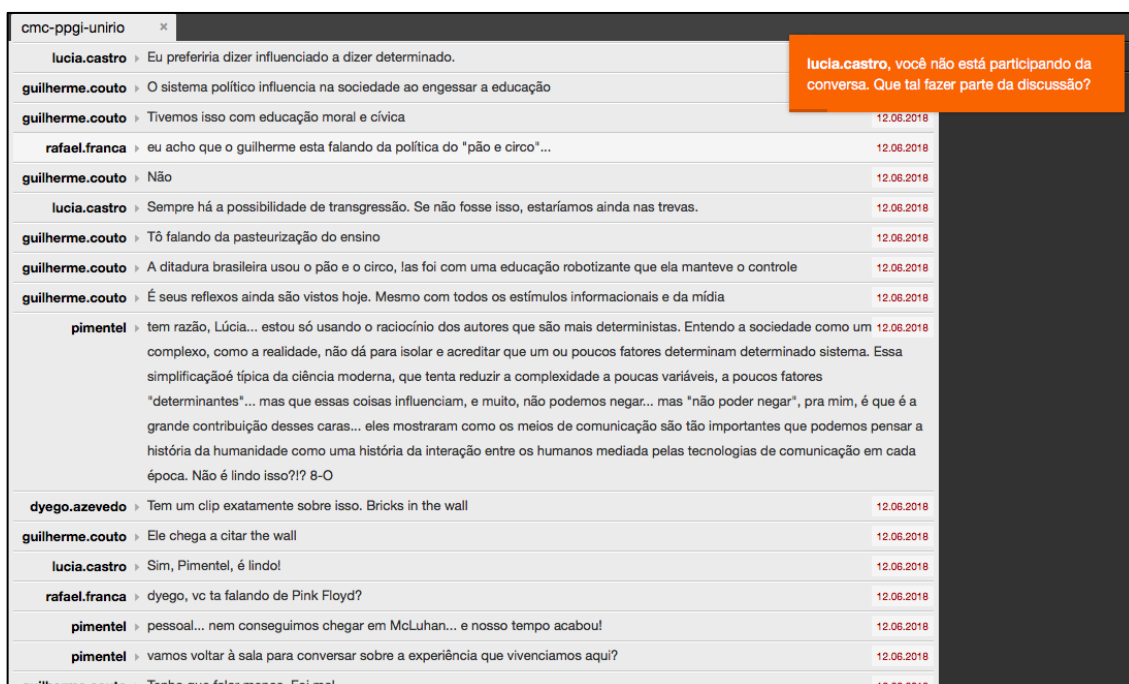 cmc-ppgi-unirio ×
lucia.castro Eu preferiria dizer influenciado a dizer determinado.
lucia.castro, você não está participando da
conversa. Que tal fazer parte da discussão?
guilherme.couto O sistema político influencia na sociedade ao engessar a educação
guilherme.couto Tivemos isso com educação moral e cívica 12.06.2018
rafael.franca eu acho que o guilherme esta falando da política do "pão e circo"... 12.06.2018
guilherme.couto Não 12.06.2018
lucia.castro Sempre há a possibilidade de transgressão. Se não fosse isso, estaríamos ainda nas trevas. 12.06.2018
guilherme.couto Tô falando da pasteurização do ensino 12.06.2018
guilherme.couto A ditadura brasileira usou o pão e o circo, !as foi com uma educação robotizante que ela manteve o controle 12.06.2018
guilherme.couto É seus reflexos ainda são vistos hoje. Mesmo com todos os estímulos informacionais e da mídia 12.06.2018
pimentel tem razão, Lúcia... estou só usando o raciocínio dos autores que são mais deterministas. Entendo a sociedade como um 12.06.2018
complexo, como a realidade, não dá para isolar e acreditar que um ou poucos fatores determinam determinado sistema. Essa
simplificaçãoé típica da ciência moderna, que tenta reduzir a complexidade a poucas variáveis, a poucos fatores
"determinantes"... mas que essas coisas influenciam, e muito, não podemos negar... mas "não poder negar", pra mim, é que é a
grande contribuição desses caras... eles mostraram como os meios de comunicação são tão importantes que podemos pensar a
história da humanidade como uma história da interação entre os humanos mediada pelas tecnologias de comunicação em cada
época. Não é lindo isso?!? 8-O
dyego.azevedo Tem um clip exatamente sobre isso. Bricks in the wall 12.06.2018
guilherme.couto Ele chega a citar the wall 12.06.2018
lucia.castro Sim, Pimentel, é lindo! 12.06.2018
rafael.franca dyego, vc ta falando de Pink Floyd? 12.06.2018
pimentel pessoal... nem conseguimos chegar em McLuhan... e nosso tempo acabou! 12.06.2018
pimentel vamos voltar à sala para conversar sobre a experiência que vivenciamos aqui? 12.06.2018